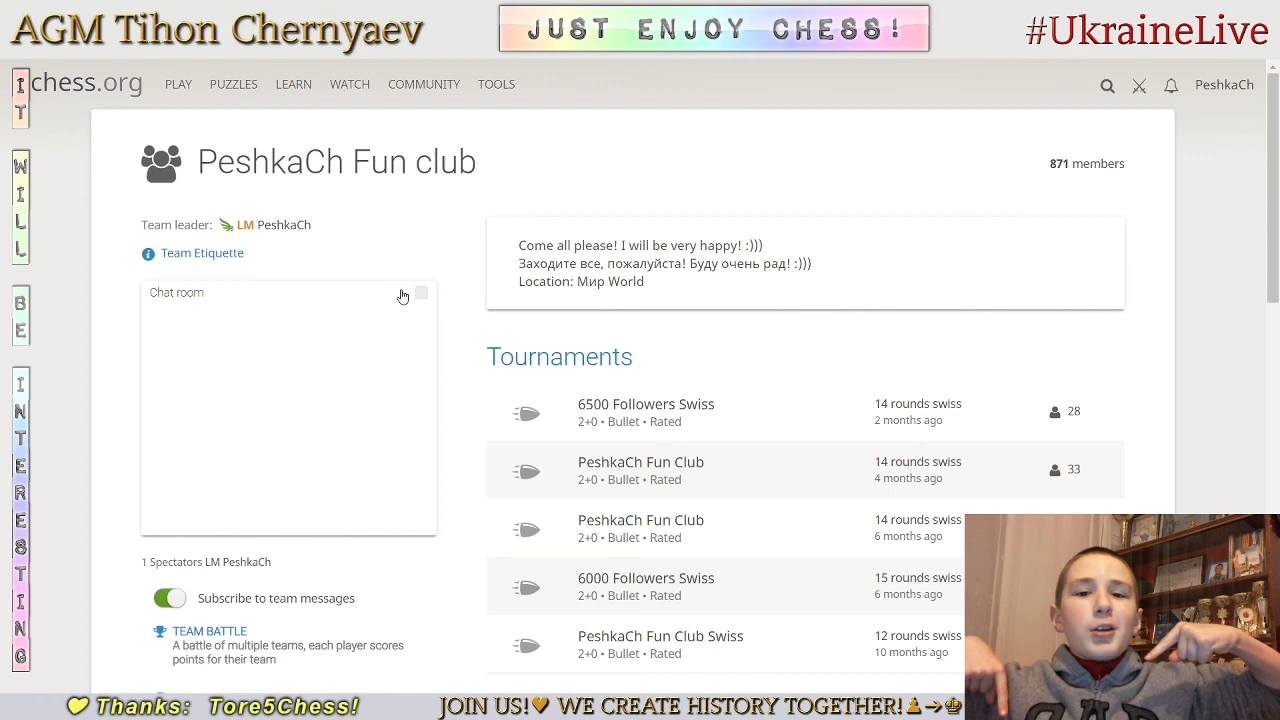 AGM Tihon Chernyaev
JUST ENJOY CHESS!
#UkraineLive
IT WILL BE INTERESTING
chess.org
PLAY
PUZZLES
LEARN
WATCH
COMMUNITY
TOOLS
PeshkaCh
PeshkaCh Fun club
871 members
Team leader: LM PeshkaCh
Team Etiquette
Chat room
1 Spectators LM PeshkaCh
Subscribe to team messages
TEAM BATTLE
A battle of multiple teams, each player scores
points for their team
Come all please! I will be very happy! :)))
Заходите все, пожалуйста! Буду очень рад! :)))
Location: Мир World
Tournaments
6500 Followers Swiss
2+0 • Bullet • Rated
14 rounds swiss
2 months ago
28
PeshkaCh Fun Club
2+0 • Bullet • Rated
14 rounds swiss
4 months ago
33
PeshkaCh Fun Club
2+0 • Bullet • Rated
14 rounds swiss
6 months ago
6000 Followers Swiss
2+0 • Bullet • Rated
15 rounds swiss
6 months ago
PeshkaCh Fun Club Swiss
2+0 • Bullet • Rated
12 rounds swiss
10 months ago
Thanks: Tore5Chess!
JOIN US! WE CREATE HISTORY TOGETHER!